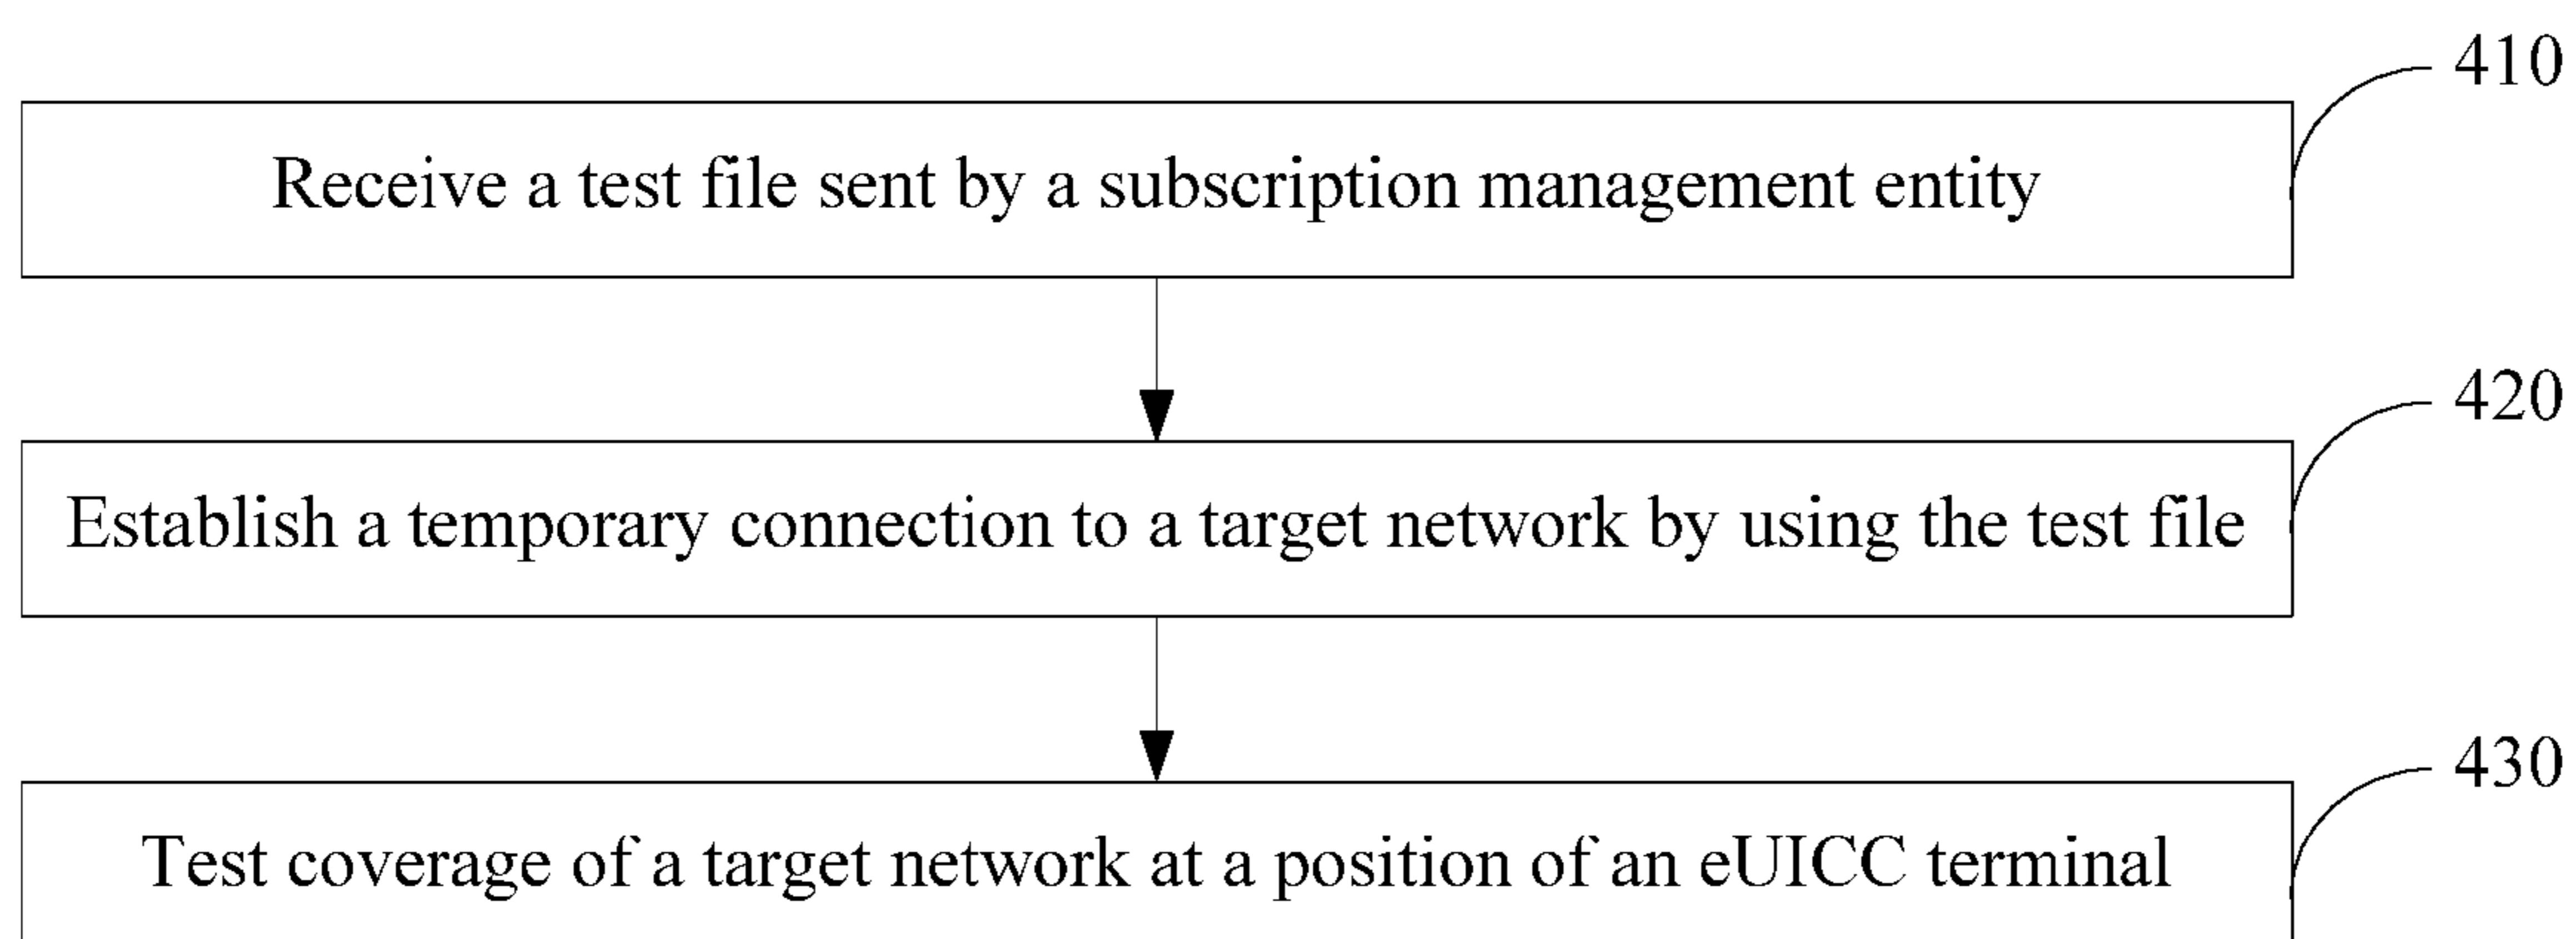 410
Receive a test file sent by a subscription management entity
420
Establish a temporary connection to a target network by using the test file
430
Test coverage of a target network at a position of an eUICC terminal